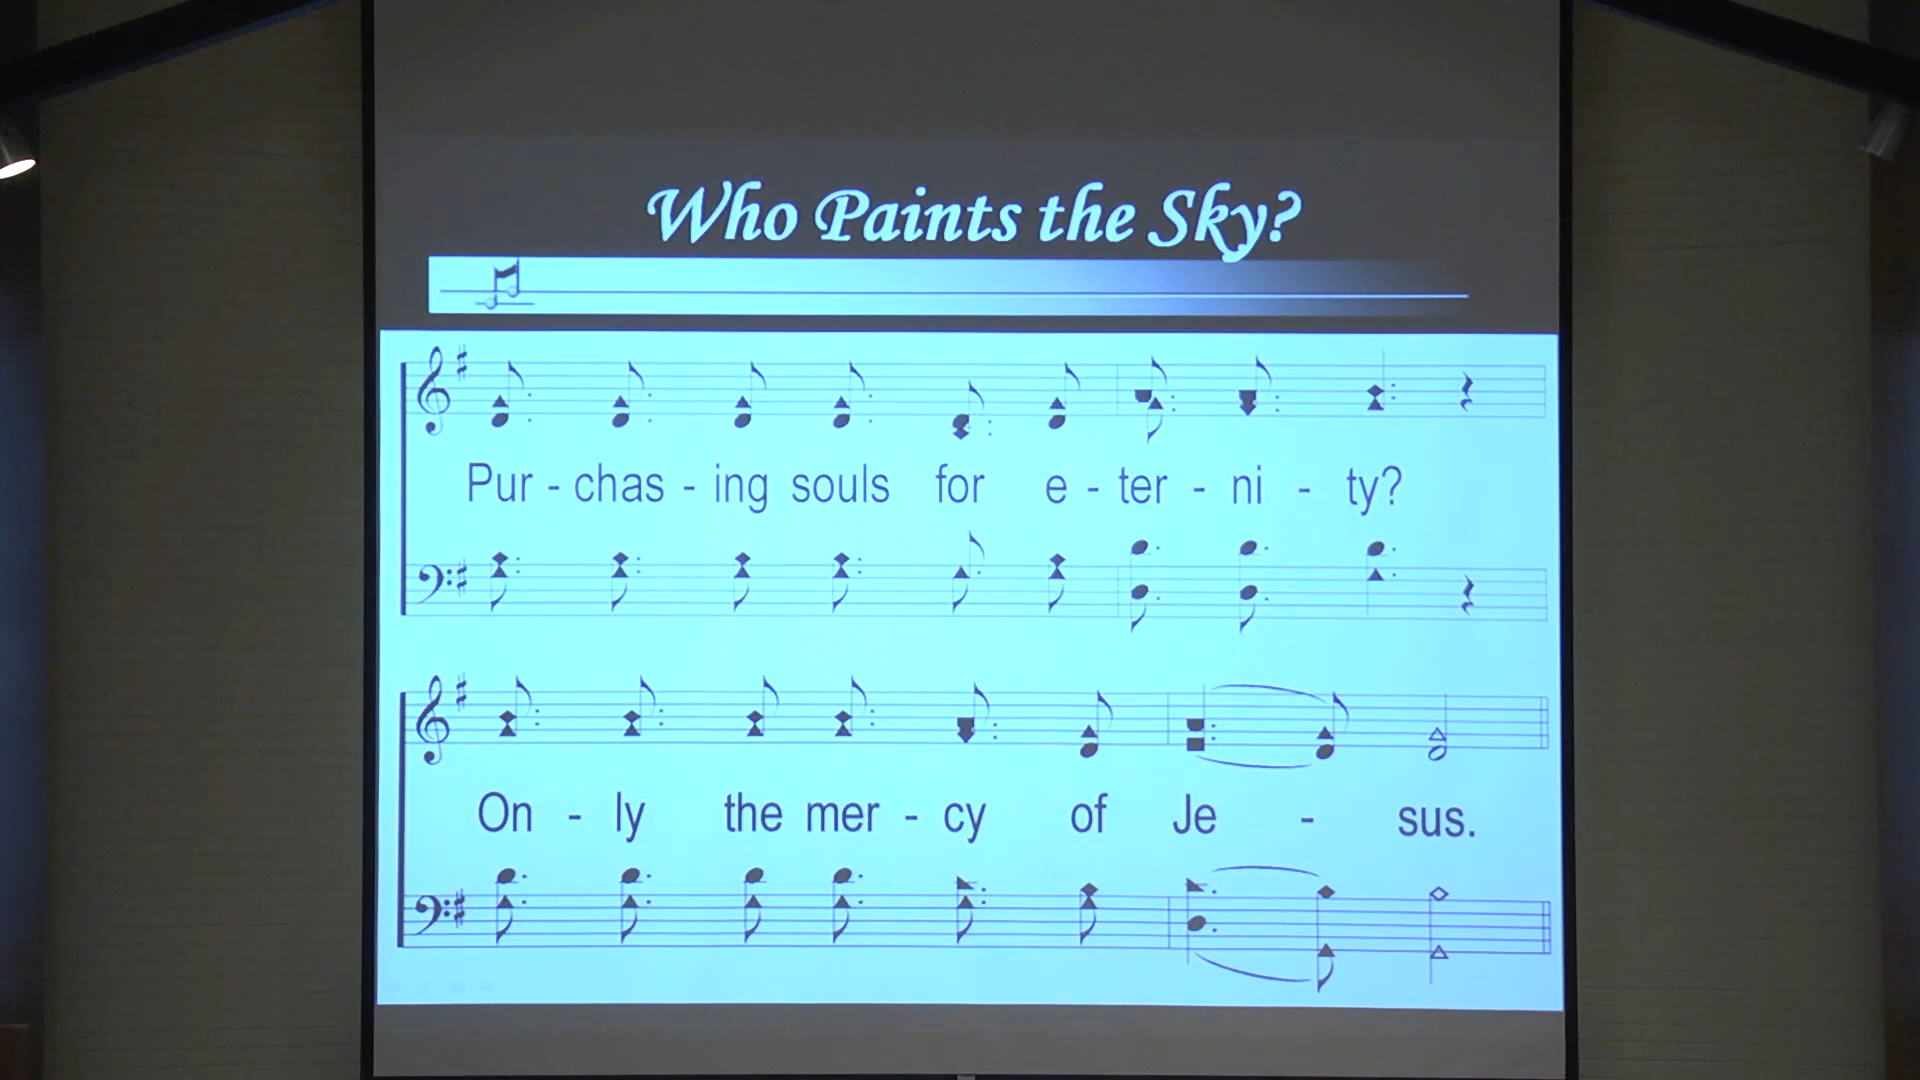 Who Paints the Sky?
Pur - chas - ing souls for e - ter - ni - ty?
On - ly the mer - cy of Je - sus.